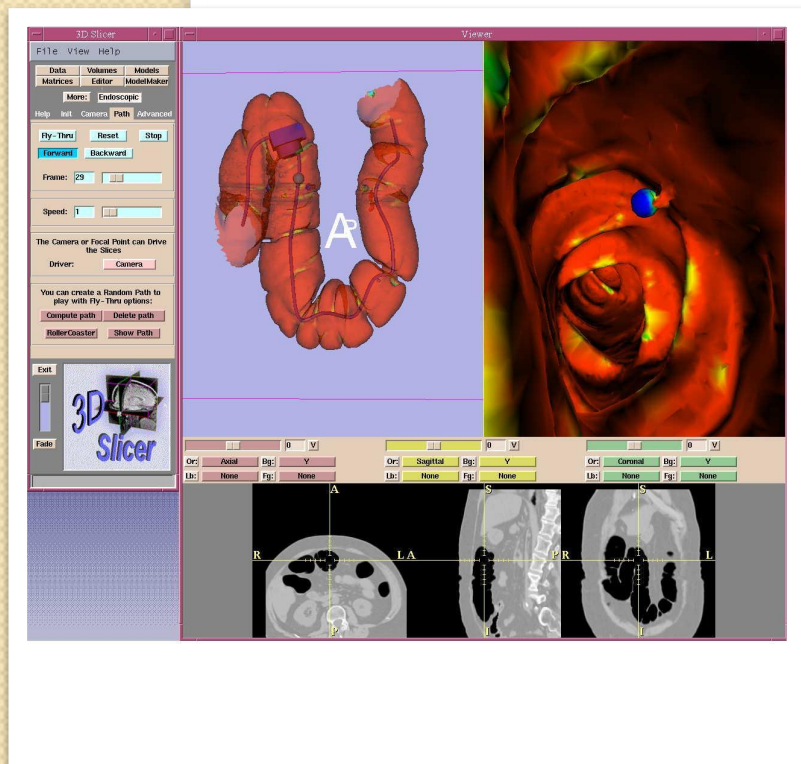 3D Slicer
Viewer
File View Help
Data Volumes Models
Matrices Editor ModelMaker
More: Endoscopic
Help Init Camera Path Advanced
Fly-Thru Reset Stop
Forward Backward
Frame: 29
Speed: 1
The Camera or Focal Point can Drive
the Slices
Driver: Camera
You can create a Random Path to
play with Fly-Thru options:
Compute path Delete path
RollerCoaster Show Path
Exit
Fade
3D
Slicer
A P
0 V 0 V 0 V
Or: Axial Bg: Y Or: Sagittal Bg: Y Or: Coronal Bg: Y
Lb: None Fg: None Lb: None Fg: None Lb: None Fg: None
A S S
R L A P R L
P I I